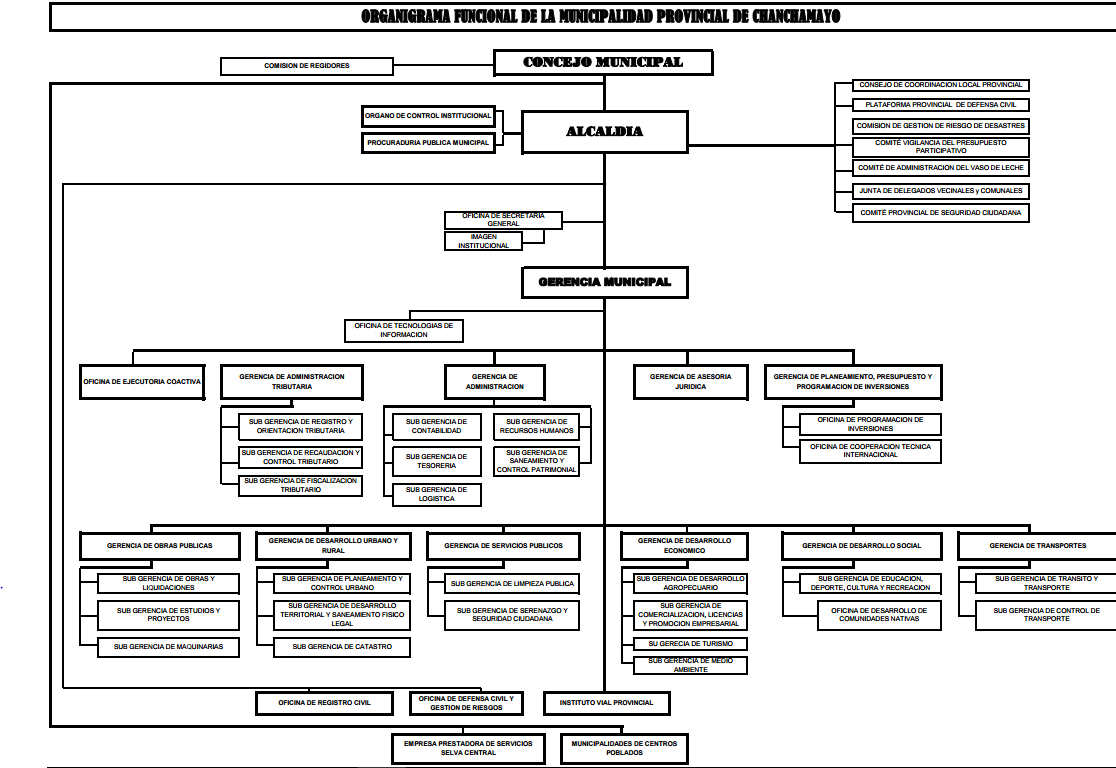 ORGANIGRAMA FUNCIONAL DE LA MUNICIPALIDAD PROVINCIAL DE CHANCHAMAYO
CONCEJO MUNICIPAL
COMISION DE REGIDORES
CONSEJO DE COORDINACION LOCAL PROVINCIAL
PLATAFORMA PROVINCIAL DE DEFENSA CIVIL
COMISION DE GESTION DE RIESGO DE DESASTRES
COMITÉ VIGILANCIA DEL PRESUPUESTO
PARTICIPATIVO
COMITÉ DE ADMINISTRACION DEL VASO DE LECHE
JUNTA DE DELEGADOS VECINALES y COMUNALES
COMITÉ PROVINCIAL DE SEGURIDAD CIUDADANA
ORGANO DE CONTROL INSTITUCIONAL
PROCURADURIA PUBLICA MUNICIPAL
ALCALDIA
OFICINA DE SECRETARIA
GENERAL
IMAGEN
INSTITUCIONAL
GERENCIA MUNICIPAL
OFICINA DE TECNOLOGIAS DE
INFORMACION
OFICINA DE EJECUTORIA COACTIVA
GERENCIA DE ADMINISTRACION
TRIBUTARIA
GERENCIA DE
ADMINISTRACION
GERENCIA DE ASESORIA
JURIDICA
GERENCIA DE PLANEAMIENTO, PRESUPUESTO Y
PROGRAMACION DE INVERSIONES
SUB GERENCIA DE REGISTRO Y
ORIENTACION TRIBUTARIA
SUB GERENCIA DE RECAUDACION Y
CONTROL TRIBUTARIO
SUB GERENCIA DE FISCALIZACION
TRIBUTARIO
SUB GERENCIA DE
CONTABILIDAD
SUB GERENCIA DE
TESORERIA
SUB GERENCIA DE
LOGISTICA
SUB GERENCIA DE
RECURSOS HUMANOS
SUB GERENCIA DE
SANEAMIENTO Y
CONTROL PATRIMONIAL
OFICINA DE PROGRAMACION DE
INVERSIONES
OFICINA DE COOPERACION TECNICA
INTERNACIONAL
GERENCIA DE OBRAS PUBLICAS
SUB GERENCIA DE OBRAS Y
LIQUIDACIONES
SUB GERENCIA DE ESTUDIOS Y
PROYECTOS
SUB GERENCIA DE MAQUINARIAS
GERENCIA DE DESARROLLO URBANO Y
RURAL
SUB GERENCIA DE PLANEAMIENTO Y
CONTROL URBANO
SUB GERENCIA DE DESARROLLO
TERRITORIAL Y SANEAMIENTO FISICO
LEGAL
SUB GERENCIA DE CATASTRO
GERENCIA DE SERVICIOS PUBLICOS
SUB GERENCIA DE LIMPIEZA PUBLICA
SUB GERENCIA DE SERENAZGO Y
SEGURIDAD CIUDADANA
GERENCIA DE DESARROLLO
ECONOMICO
SUB GERENCIA DE DESARROLLO
AGROPECUARIO
SUB GERENCIA DE
COMERCIALIZACION, LICENCIAS
Y PROMOCION EMPRESARIAL
SU GERECIA DE TURISMO
SUB GERENCIA DE MEDIO
AMBIENTE
GERENCIA DE DESARROLLO SOCIAL
SUB GERENCIA DE EDUCACION,
DEPORTE, CULTURA Y RECREACION
OFICINA DE DESARROLLO DE
COMUNIDADES NATIVAS
GERENCIA DE TRANSPORTES
SUB GERENCIA DE TRANSITO Y
TRANSPORTE
SUB GERENCIA DE CONTROL DE
TRANSPORTE
OFICINA DE REGISTRO CIVIL
OFICINA DE DEFENSA CIVIL Y
GESTION DE RIESGOS
INSTITUTO VIAL PROVINCIAL
EMPRESA PRESTADORA DE SERVICIOS
SELVA CENTRAL
MUNICIPALIDADES DE CENTROS
POBLADOS